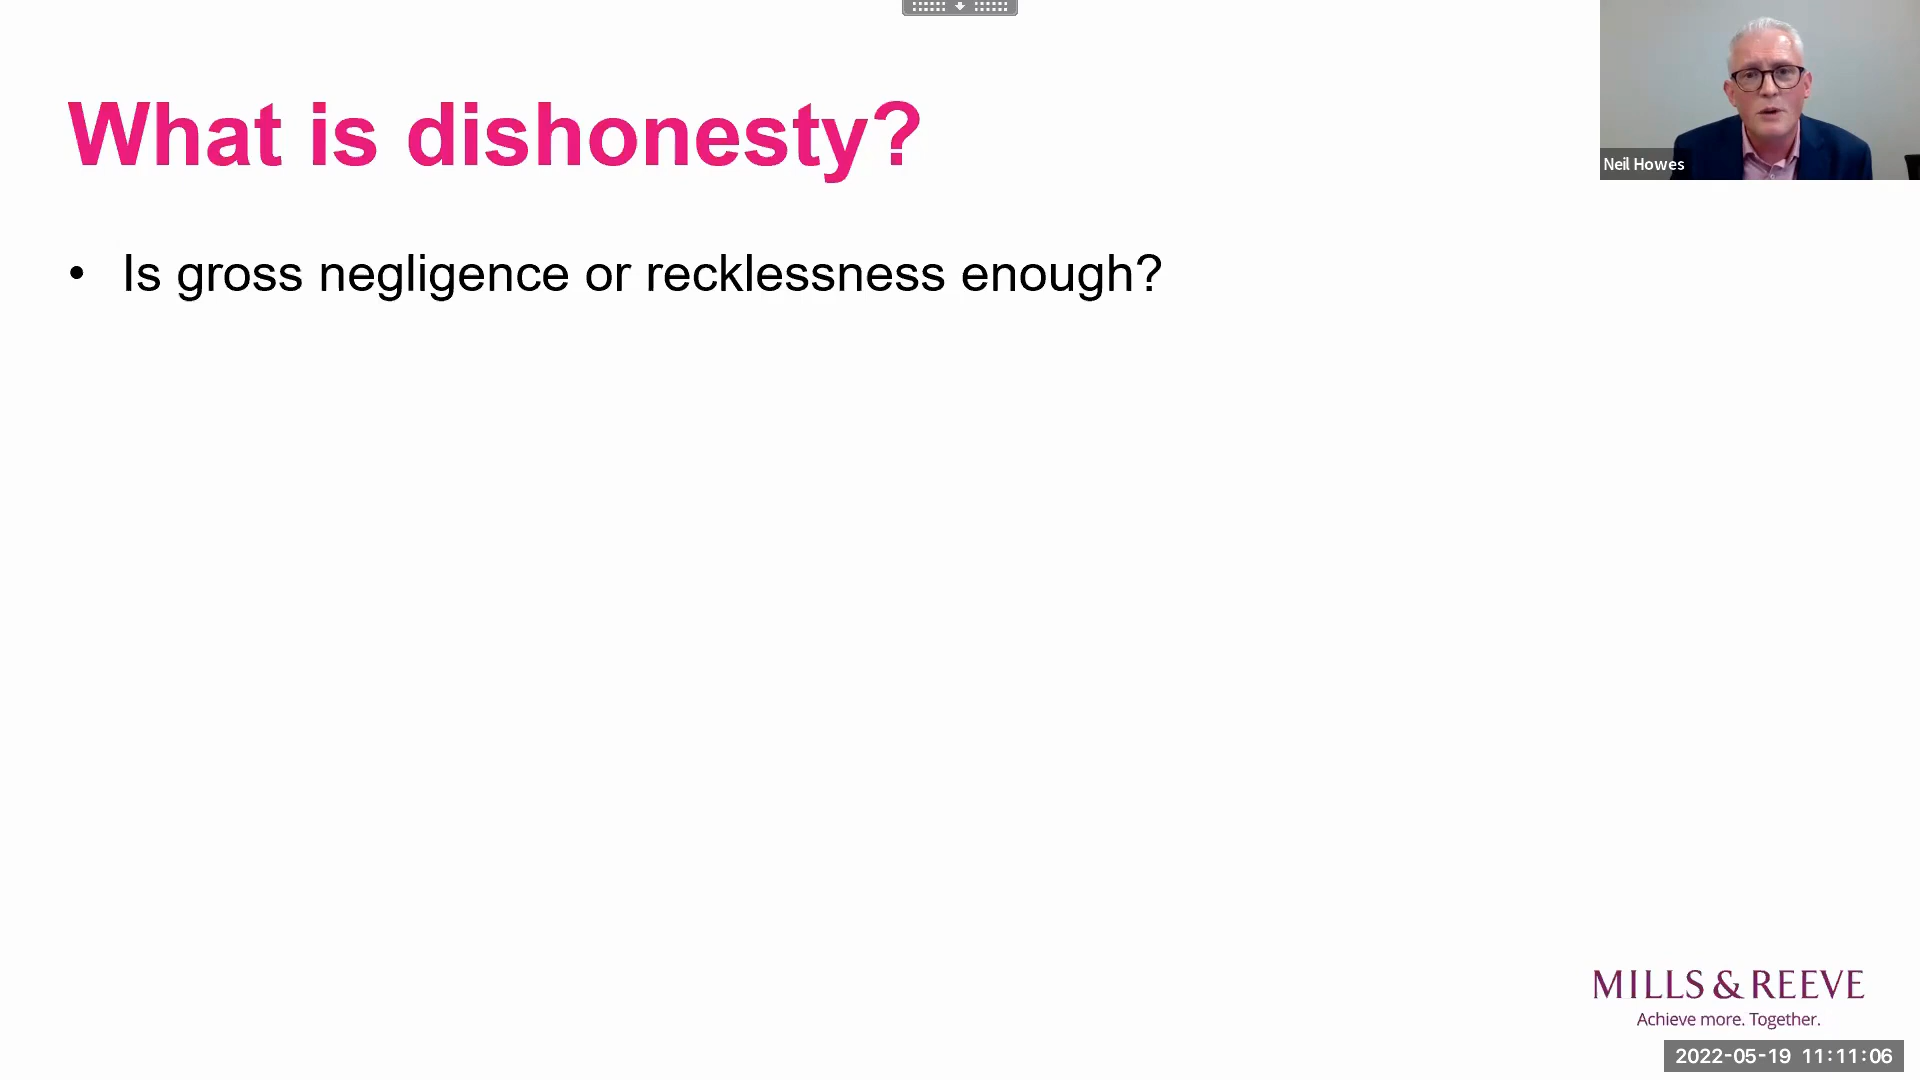 What is dishonesty?
Neil Howes
• Is gross negligence or recklessness enough?
MILLS & REEVE
Achieve more. Together.
2022-05-19 11:11:06